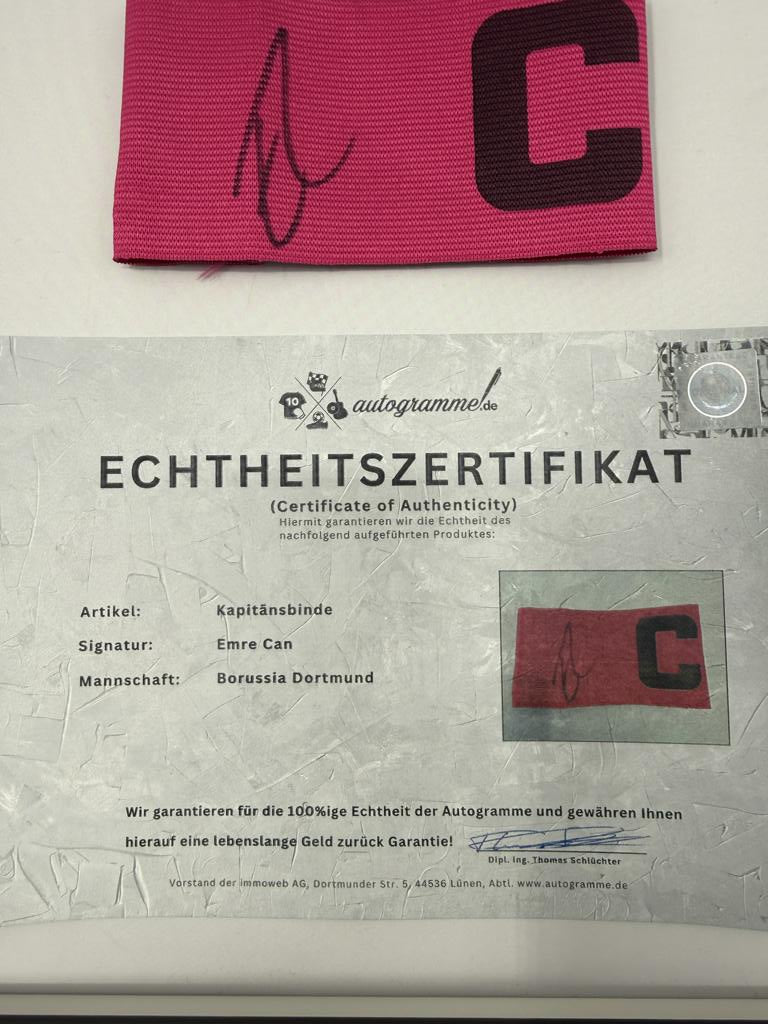 C
10
autogramme.de
ECHTHEITSZERTIFIKAT
(Certificate of Authenticity)
Hiermit garantieren wir die Echtheit des
nachfolgend aufgeführten Produktes:
Artikel: Kapitänsbinde
Signatur: Emre Can
Mannschaft: Borussia Dortmund
C
Wir garantieren für die 100%ige Echtheit der Autogramme und gewähren Ihnen
hierauf eine lebenslange Geld zurück Garantie!
Dipl. Ing. Thomas Schlüchter
Vorstand der immoweb AG, Dortmunder Str. 5, 44536 Lünen, Abtl. www.autogramme.de